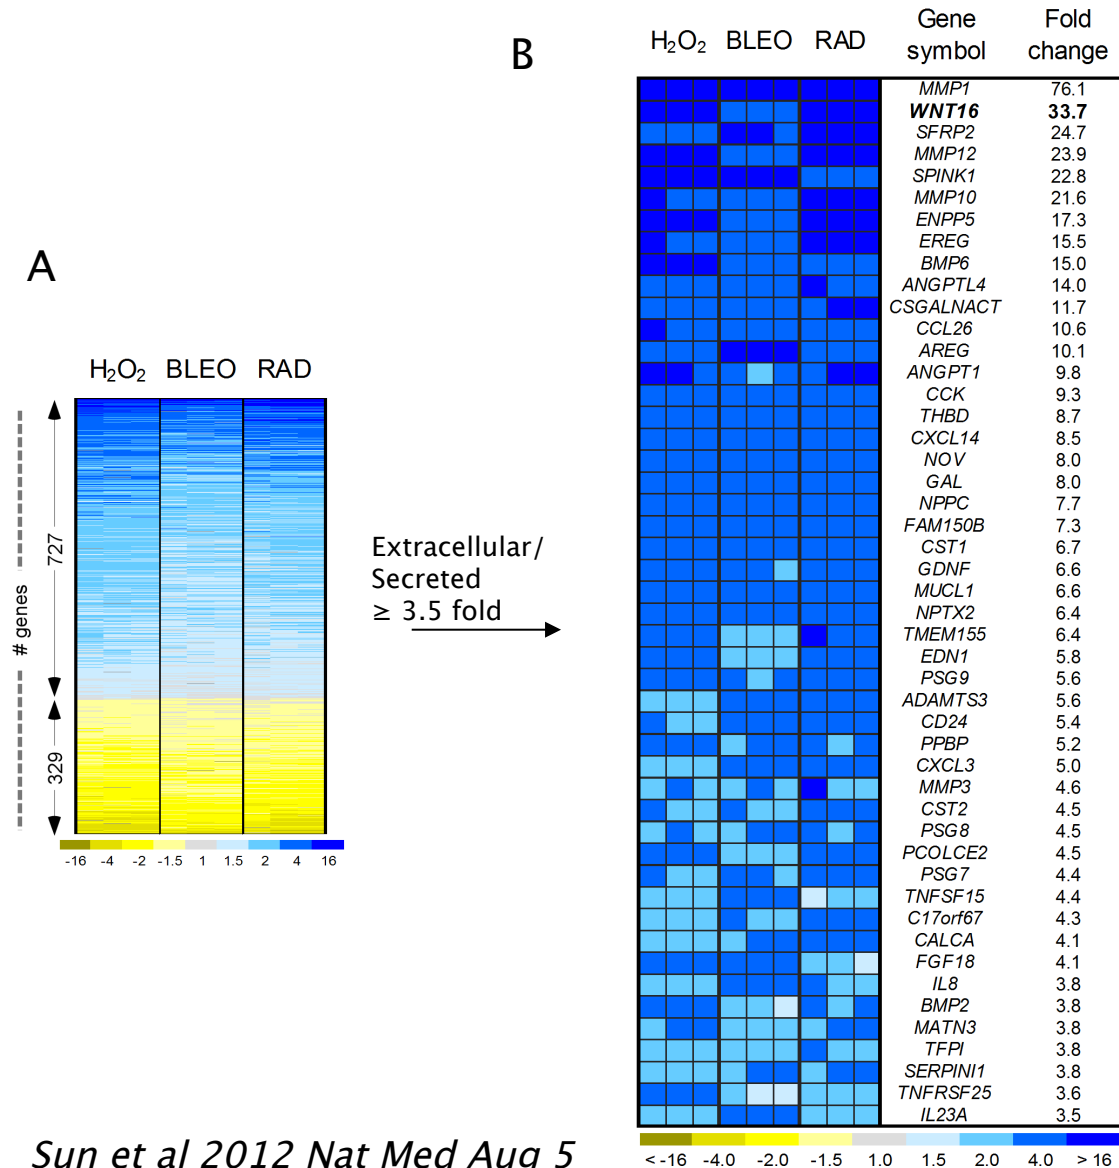 B
H₂O₂ BLEO RAD Gene symbol Fold change
MMP1 76.1
WNT16 33.7
SFRP2 24.7
MMP12 23.9
SPINK1 22.8
MMP10 21.6
ENPP5 17.3
EREG 15.5
BMP6 15.0
ANGPTL4 14.0
CSGALNACT 11.7
CCL26 10.6
AREG 10.1
ANGPT1 9.8
CCK 9.3
THBD 8.7
CXCL14 8.5
NOV 8.0
GAL 8.0
NPPC 7.7
FAM150B 7.3
CST1 6.7
GDNF 6.6
MUCL1 6.6
NPTX2 6.4
TMEM155 6.4
EDN1 5.8
PSG9 5.6
ADAMTS3 5.6
CD24 5.4
PPBP 5.2
CXCL3 5.0
MMP3 4.6
CST2 4.5
PSG8 4.5
PCOLCE2 4.5
PSG7 4.4
TNFSF15 4.4
C17orf67 4.3
CALCA 4.1
FGF18 4.1
IL8 3.8
BMP2 3.8
MATN3 3.8
TFPI 3.8
SERPINI1 3.8
TNFRSF25 3.6
IL23A 3.5
< -16 -4.0 -2.0 -1.5 1.0 1.5 2.0 4.0 > 16
A
H₂O₂ BLEO RAD
# genes
727
329
-16 -4 -2 -1.5 1 1.5 2 4 16
Extracellular/
Secreted
≥ 3.5 fold
Sun et al 2012 Nat Med Aug 5